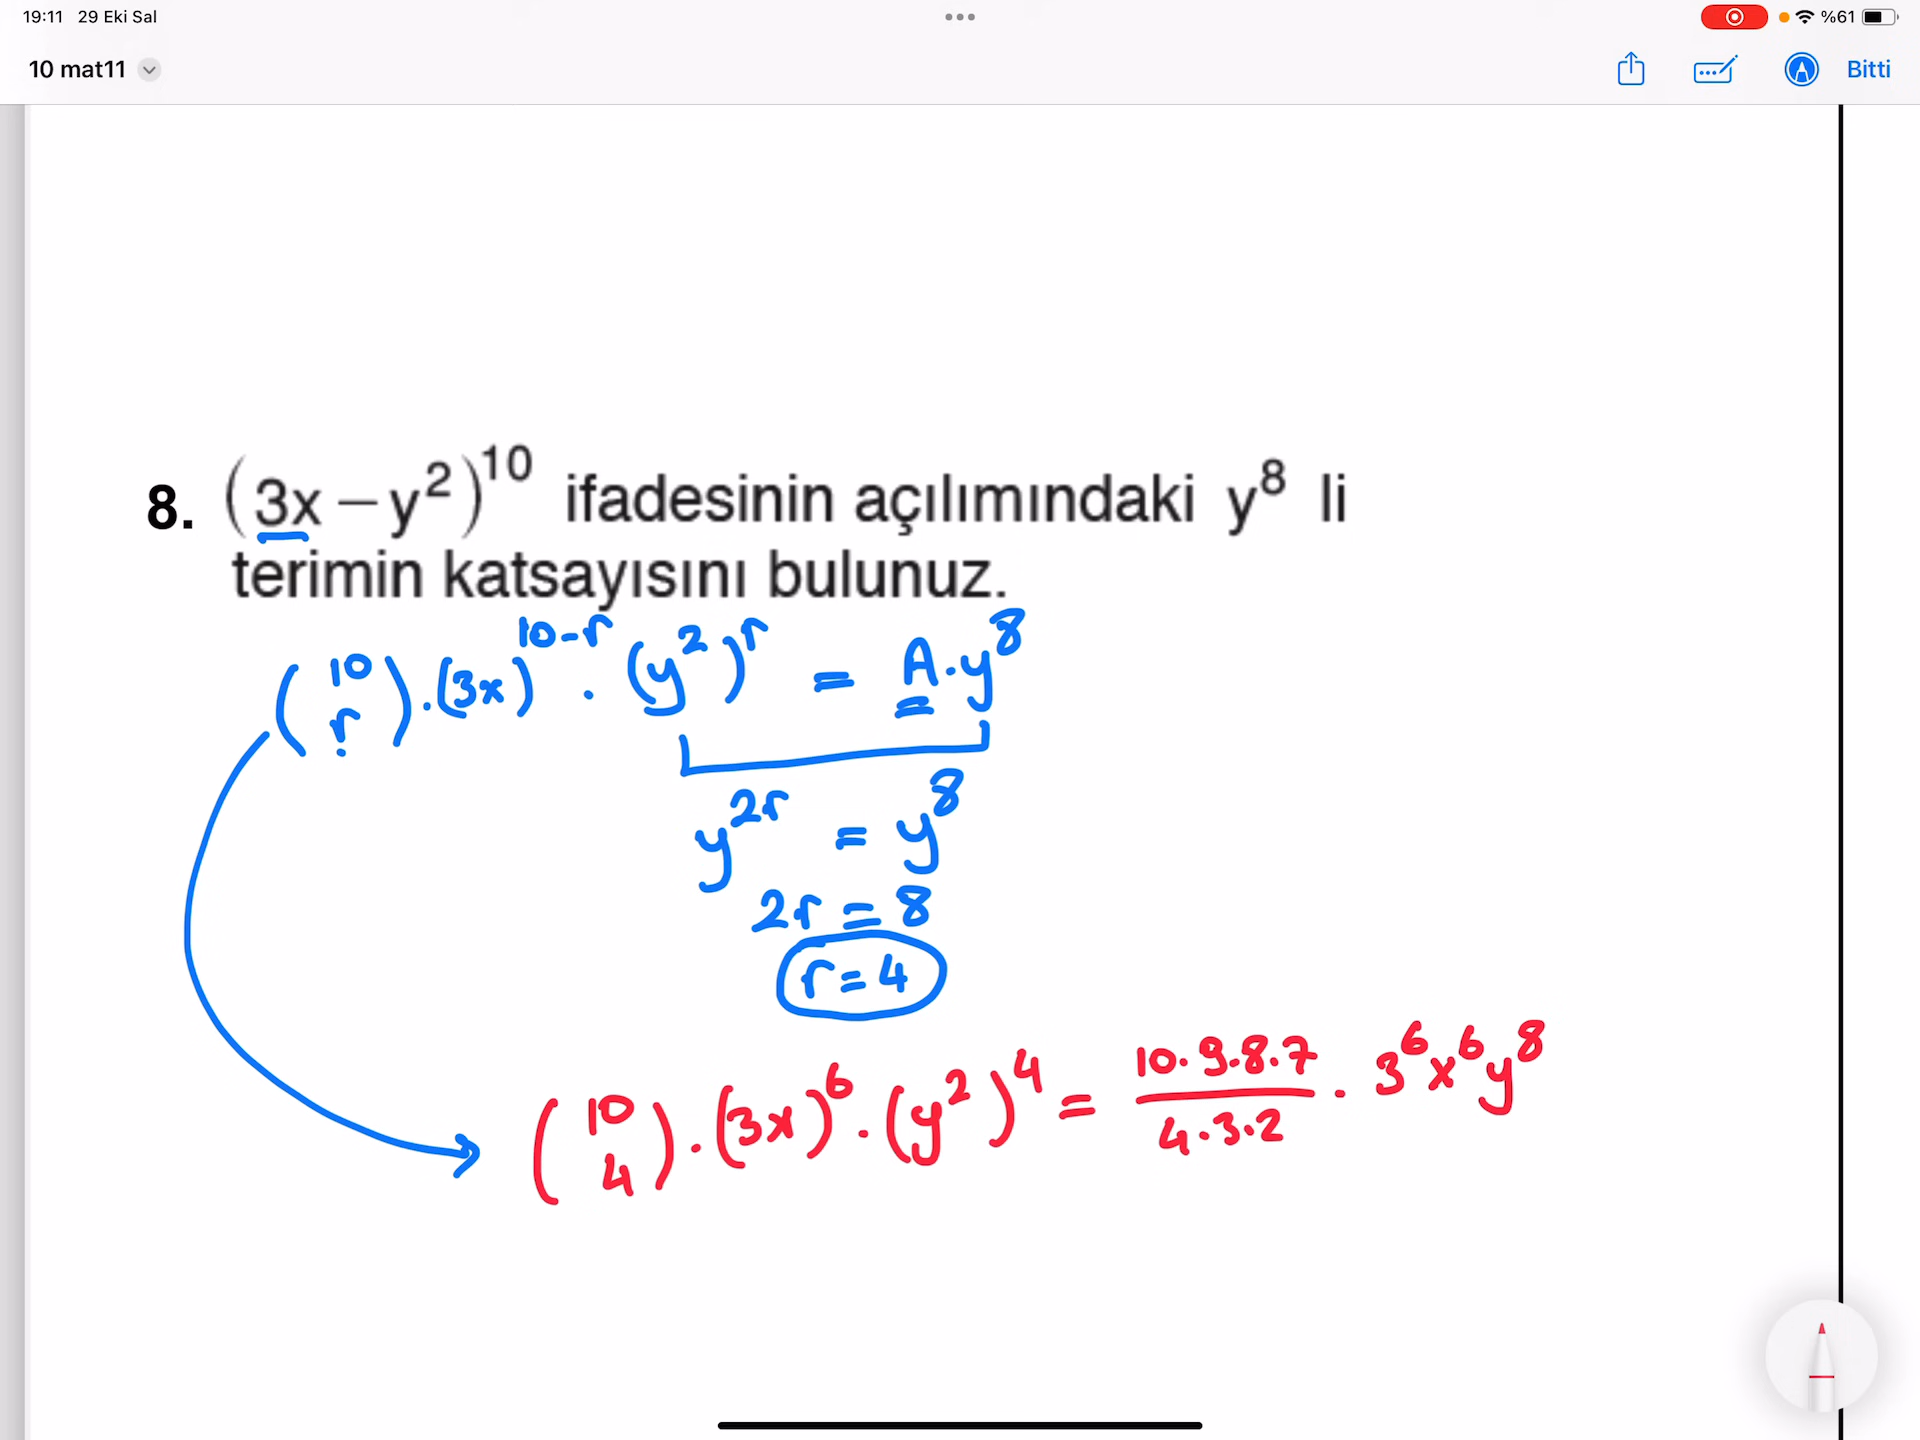 19:11 29 Eki Sal %61
10 mat11 Bitti
8. (3x – y²)¹⁰ ifadesinin açılımındaki y⁸ li
terimin katsayısını bulunuz.
(10 r) . (3x)^10-r . (y²)^r = A . y⁸
y^2r = y⁸
2r = 8
r = 4
(10 4) . (3x)⁶ . (y²)⁴ = 10.9.8.7 / 4.3.2 . 3⁶x⁶y⁸